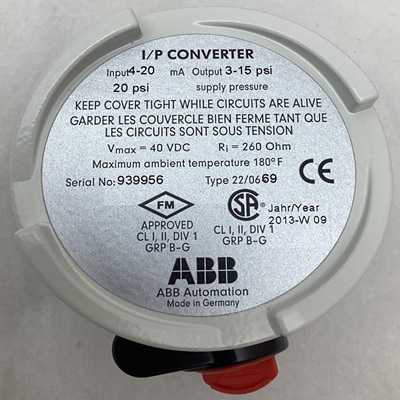 I/P CONVERTER
Input 4-20 mA Output 3-15 psi
20 psi supply pressure
KEEP COVER TIGHT WHILE CIRCUITS ARE ALIVE
GARDER LES COUVERCLE BIEN FERME TANT QUE
LES CIRCUITS SONT SOUS TENSION
Vmax = 40 VDC Ri = 260 Ohm
Maximum ambient temperature 180°F
Serial No: 939956 Type 22/06 69
FM
APPROVED
CL I, II, DIV 1
GRP B-G
SA
CL I, II, DIV 1
GRP B-G
CE
Jahr/Year
2013-W 09
ABB
ABB Automation
Made in Germany